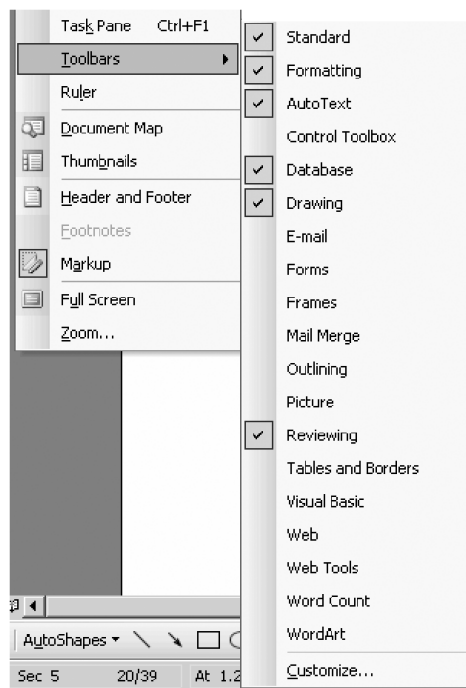 Task Pane Ctrl+F1
Toolbars
Ruler
Document Map
Thumbnails
Header and Footer
Footnotes
Markup
Full Screen
Zoom...
Standard
Formatting
AutoText
Control Toolbox
Database
Drawing
E-mail
Forms
Frames
Mail Merge
Outlining
Picture
Reviewing
Tables and Borders
Visual Basic
Web
Web Tools
Word Count
WordArt
Customize...
AutoShapes
Sec 5 20/39 At 1.2